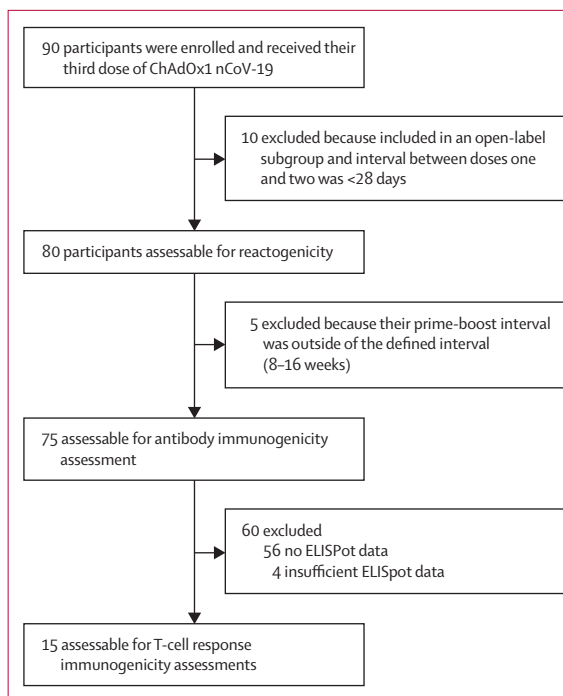 90 participants were enrolled and received their
third dose of ChAdOx1 nCoV-19
10 excluded because included in an open-label
subgroup and interval between doses one
and two was <28 days
80 participants assessable for reactogenicity
5 excluded because their prime-boost interval
was outside of the defined interval
(8–16 weeks)
75 assessable for antibody immunogenicity
assessment
60 excluded
56 no ELISPot data
4 insufficient ELISpot data
15 assessable for T-cell response
immunogenicity assessments